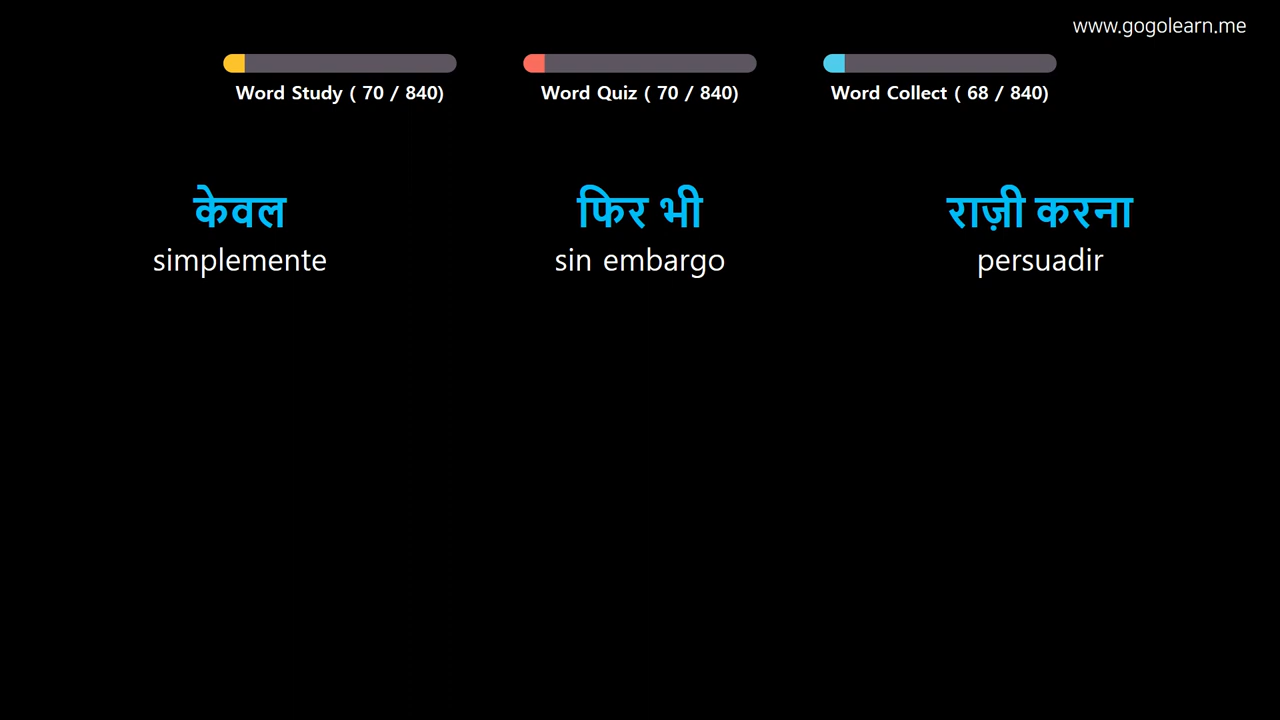 www.gogolearn.me
Word Study ( 70 / 840)
Word Quiz ( 70 / 840)
Word Collect ( 68 / 840)
केवल
simplemente
फिर भी
sin embargo
राज़ी करना
persuadir